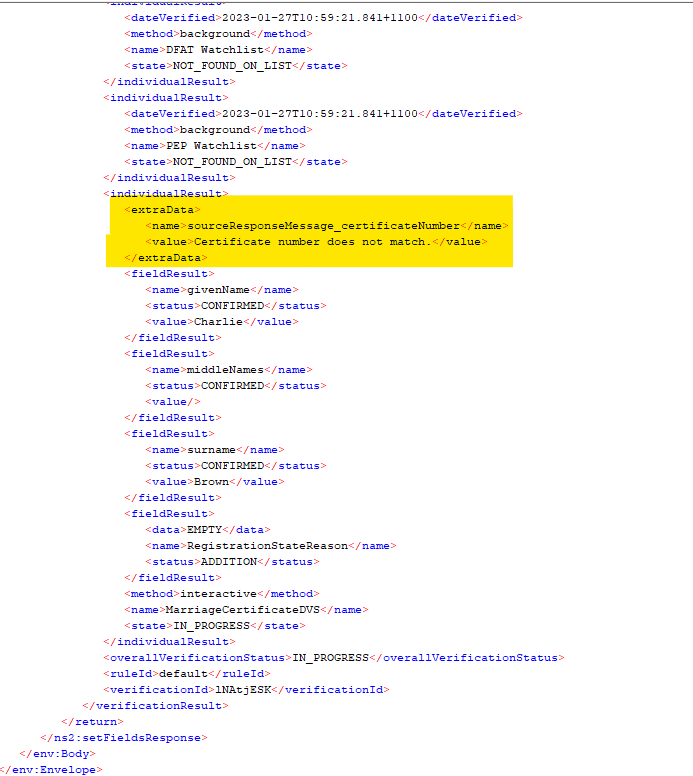 <individualResult>
<dateVerified>2023-01-27T10:59:21.841+1100</dateVerified>
<method>background</method>
<name>DFAT Watchlist</name>
<state>NOT_FOUND_ON_LIST</state>
</individualResult>
<individualResult>
<dateVerified>2023-01-27T10:59:21.841+1100</dateVerified>
<method>background</method>
<name>PEP Watchlist</name>
<state>NOT_FOUND_ON_LIST</state>
</individualResult>
<individualResult>
<extraData>
<name>sourceResponseMessage_certificateNumber</name>
<value>Certificate number does not match.</value>
</extraData>
<fieldResult>
<name>givenName</name>
<status>CONFIRMED</status>
<value>Charlie</value>
</fieldResult>
<fieldResult>
<name>middleNames</name>
<status>CONFIRMED</status>
<value/>
</fieldResult>
<fieldResult>
<name>surname</name>
<status>CONFIRMED</status>
<value>Brown</value>
</fieldResult>
<fieldResult>
<data>EMPTY</data>
<name>RegistrationStateReason</name>
<status>ADDITION</status>
</fieldResult>
<method>interactive</method>
<name>MarriageCertificateDVS</name>
<state>IN_PROGRESS</state>
</individualResult>
<overallVerificationStatus>IN_PROGRESS</overallVerificationStatus>
<ruleId>default</ruleId>
<verificationId>lNAtjESK</verificationId>
</verificationResult>
</return>
</ns2:setFieldsResponse>
</env:Body>
</env:Envelope>